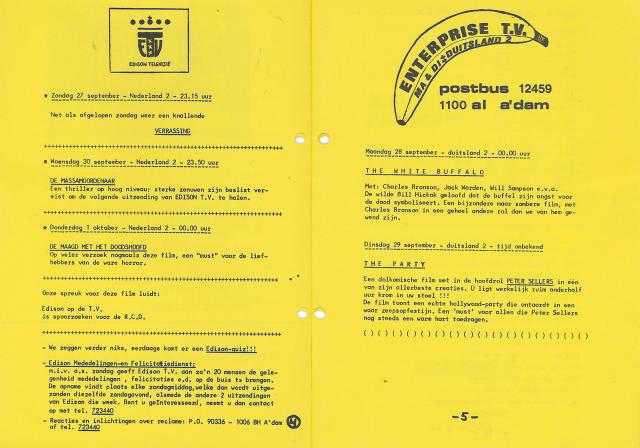 EDISON TELEVISIE
* Zondag 27 september - Nederland 2 - 23.15 uur
Net als afgelopen zondag weer een knallende
VERRASSING
++++++++++++++++++++++++++++++++++++++++++++++++++
* Woensdag 30 september - Nederland 2 - 23.50 uur
DE MASSAMOORDENAAR
Een thriller op hoog niveau; sterke zenuwen zijn beslist ver-
eist om de volgende uitzending van EDISON T.V. te halen.
++++++++++++++++++++++++++++++++++++++++++++++++++
* Donderdag 1 oktober - Nederland 2 - 00.00 uur
DE MAAGD MET HET DOODSHOOFD
Op veler verzoek nogmaals deze film, een "must" voor de lief-
hebbers van de ware horror.
++++++++++++++++++++++++++++++++++++++++++++++++++
Onze spreuk voor deze film luidt:
Edison op de T.V.
is spoorzoeken voor de R.C.D.
++++++++++++++++++++++++++++++++++++++++++++++++++
- We zeggen verder niks, eerdaags komt er een Edison-quiz!!!
- Edison Mededelingen-en Felicitatiedienst:
m.i.v. a.s. zondag geeft Edison T.V. aan zo'n 20 mensen de gele-
genheid mededelingen , felicitaties e.d. op de buis ts brengen.
De opname vindt plaats elke zondagmiddag,welke dan wordt uitge-
zonden diezelfde zondagavond, alsmede de andere 2 uitzendingen
van Edison die week. Bent u geInteresseerd, neemt u dan contact
op met tel. 723440
- Reacties en inlichtingen over reclame: P.O. 90336 - 1006 BH A'dam
of tel. 723440
4
ENTERPRISE T.V.
MA & DI: DUITSLAND 2
postbus 12459
1100 al a'dam
Maandag 28 september - duitsland 2 - 00.00 uur
THE WHITE BUFFALO
Met: Charles Bronson, Jack Warden, Will Sampson e.v.a.
De wilde Bill Hickok gelooft dat de buffel zijn angst voor
de dood symboliseert. Een bijzondere maar sombere film, met
Charles Bronson in een geheel andere rol dan we van hem ge-
wend zijn.
Dinsdag 29 september - duitsland 2 - tijd onbekend
THE PARTY
Een dolkomische film met in de hoofdrol PETER SELLERS in één
van zijn allerbeste creaties. U ligt werkelijk ruim anderhalf
uur krom in uw stoel !!!
De film toont een echte hollywood-party die ontaardt in een
waar zeepsopfestijn. Een 'must' voor allen die Peter Sellers
nog steeds een warm hart toedragen.
()()()()()()()()()()()()()()()()()()()()()()()()
-5-